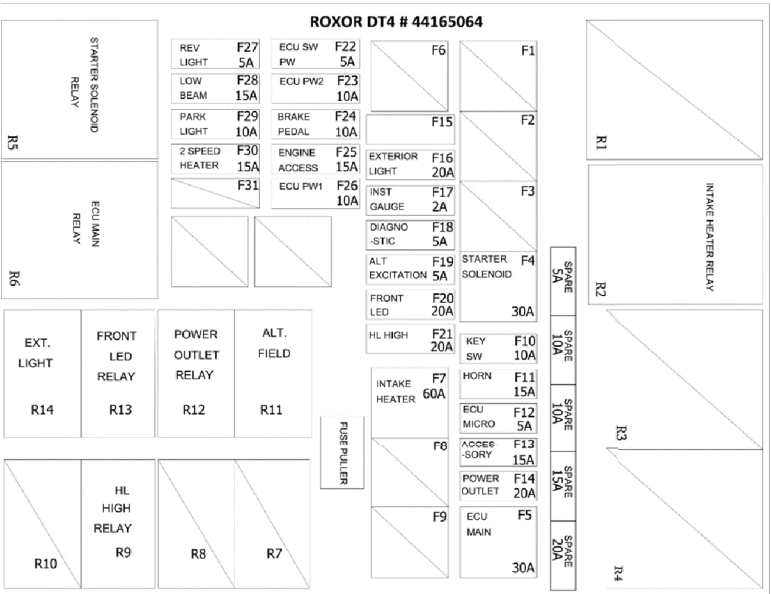 ROXOR DT4 # 44165064
STARTER SOLENOID
RELAY
R5
ECU MAIN
RELAY
R6
REV F27
LIGHT 5A
LOW F28
BEAM 15A
PARK F29
LIGHT 10A
2 SPEED F30
HEATER 15A
F31
ECU SW F22
PW 5A
ECU PW2 F23
10A
BRAKE F24
PEDAL 10A
ENGINE F25
ACCESS 15A
ECU PW1 F26
10A
F6
F15
EXTERIOR F16
LIGHT 20A
INST F17
GAUGE 2A
DIAGNO F18
-STIC 5A
ALT F19
EXCITATION 5A
FRONT F20
LED 20A
HL HIGH F21
20A
INTAKE F7
HEATER 60A
F8
F9
F1
F2
F3
STARTER F4
SOLENOID
30A
KEY F10
SW 10A
HORN F11
15A
ECU F12
MICRO 5A
ACCES F13
-SORY 15A
POWER F14
OUTLET 20A
ECU F5
MAIN
30A
SPARE
5A
SPARE
10A
SPARE
10A
SPARE
15A
SPARE
20A
R1
INTAKE HEATER RELAY
R2
R3
R4
EXT.
LIGHT
R14
FRONT
LED
RELAY
R13
POWER
OUTLET
RELAY
R12
ALT.
FIELD
R11
FUSE PULLER
R10
HL
HIGH
RELAY
R9
R8
R7